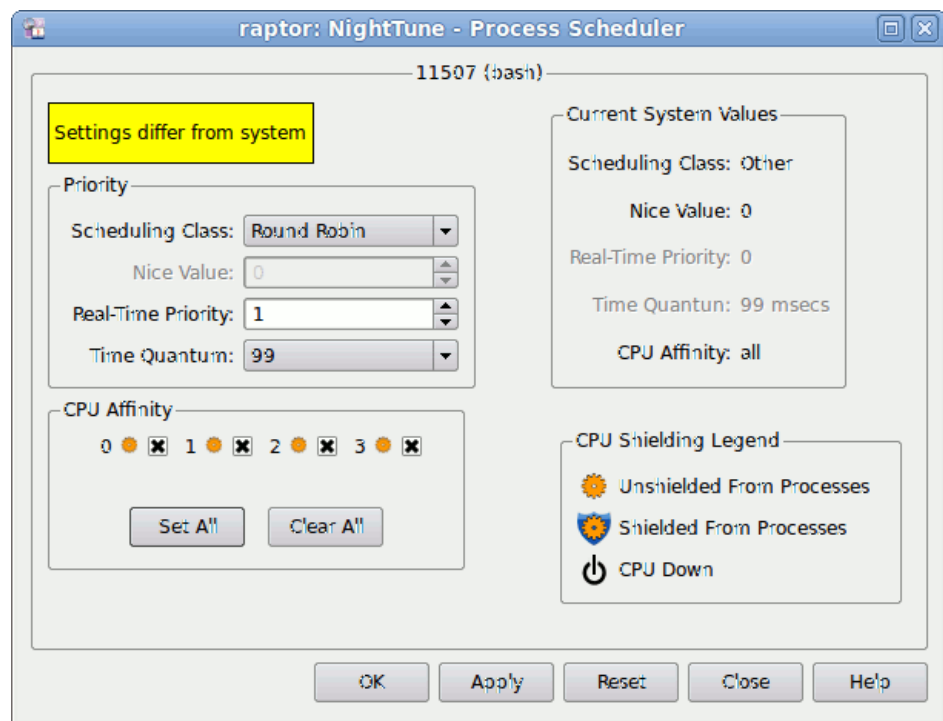 raptor: NightTune - Process Scheduler
11507 (bash)
Settings differ from system
Priority
Scheduling Class: Round Robin
Nice Value: 0
Real-Time Priority: 1
Time Quantum: 99
CPU Affinity
0 1 2 3
Set All Clear All
Current System Values
Scheduling Class: Other
Nice Value: 0
Real-Time Priority: 0
Time Quantun: 99 msecs
CPU Affinity: all
CPU Shielding Legend
Unshielded From Processes
Shielded From Processes
CPU Down
OK Apply Reset Close Help